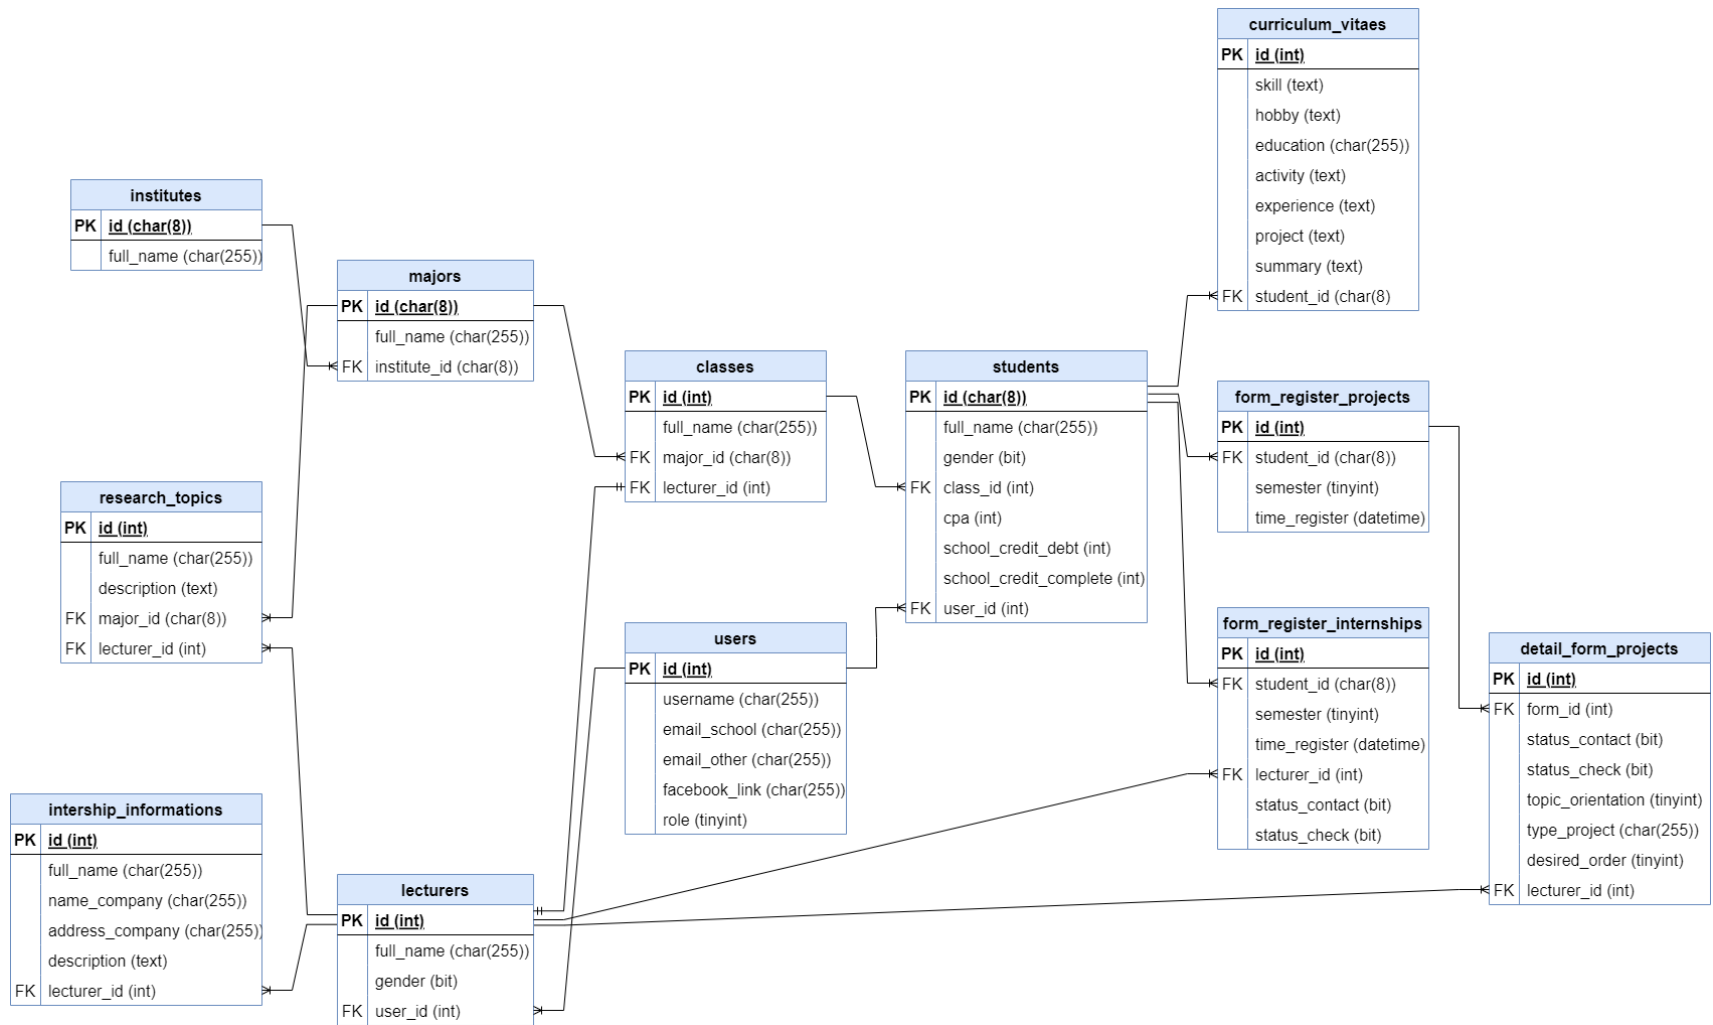 curriculum_vitaes
PK id (int)
skill (text)
hobby (text)
education (char(255))
activity (text)
experience (text)
project (text)
summary (text)
FK student_id (char(8)
institutes
PK id (char(8))
full_name (char(255))
majors
PK id (char(8))
full_name (char(255))
FK institute_id (char(8))
classes
PK id (int)
full_name (char(255))
FK major_id (char(8))
FK lecturer_id (int)
students
PK id (char(8))
full_name (char(255))
gender (bit)
FK class_id (int)
cpa (int)
school_credit_debt (int)
school_credit_complete (int)
FK user_id (int)
form_register_projects
PK id (int)
FK student_id (char(8))
semester (tinyint)
time_register (datetime)
research_topics
PK id (int)
full_name (char(255))
description (text)
FK major_id (char(8))
FK lecturer_id (int)
users
PK id (int)
username (char(255))
email_school (char(255))
email_other (char(255))
facebook_link (char(255))
role (tinyint)
form_register_internships
PK id (int)
FK student_id (char(8))
semester (tinyint)
time_register (datetime)
FK lecturer_id (int)
status_contact (bit)
status_check (bit)
detail_form_projects
PK id (int)
FK form_id (int)
status_contact (bit)
status_check (bit)
topic_orientation (tinyint)
type_project (char(255))
desired_order (tinyint)
FK lecturer_id (int)
intership_informations
PK id (int)
full_name (char(255))
name_company (char(255))
address_company (char(255))
description (text)
FK lecturer_id (int)
lecturers
PK id (int)
full_name (char(255))
gender (bit)
FK user_id (int)